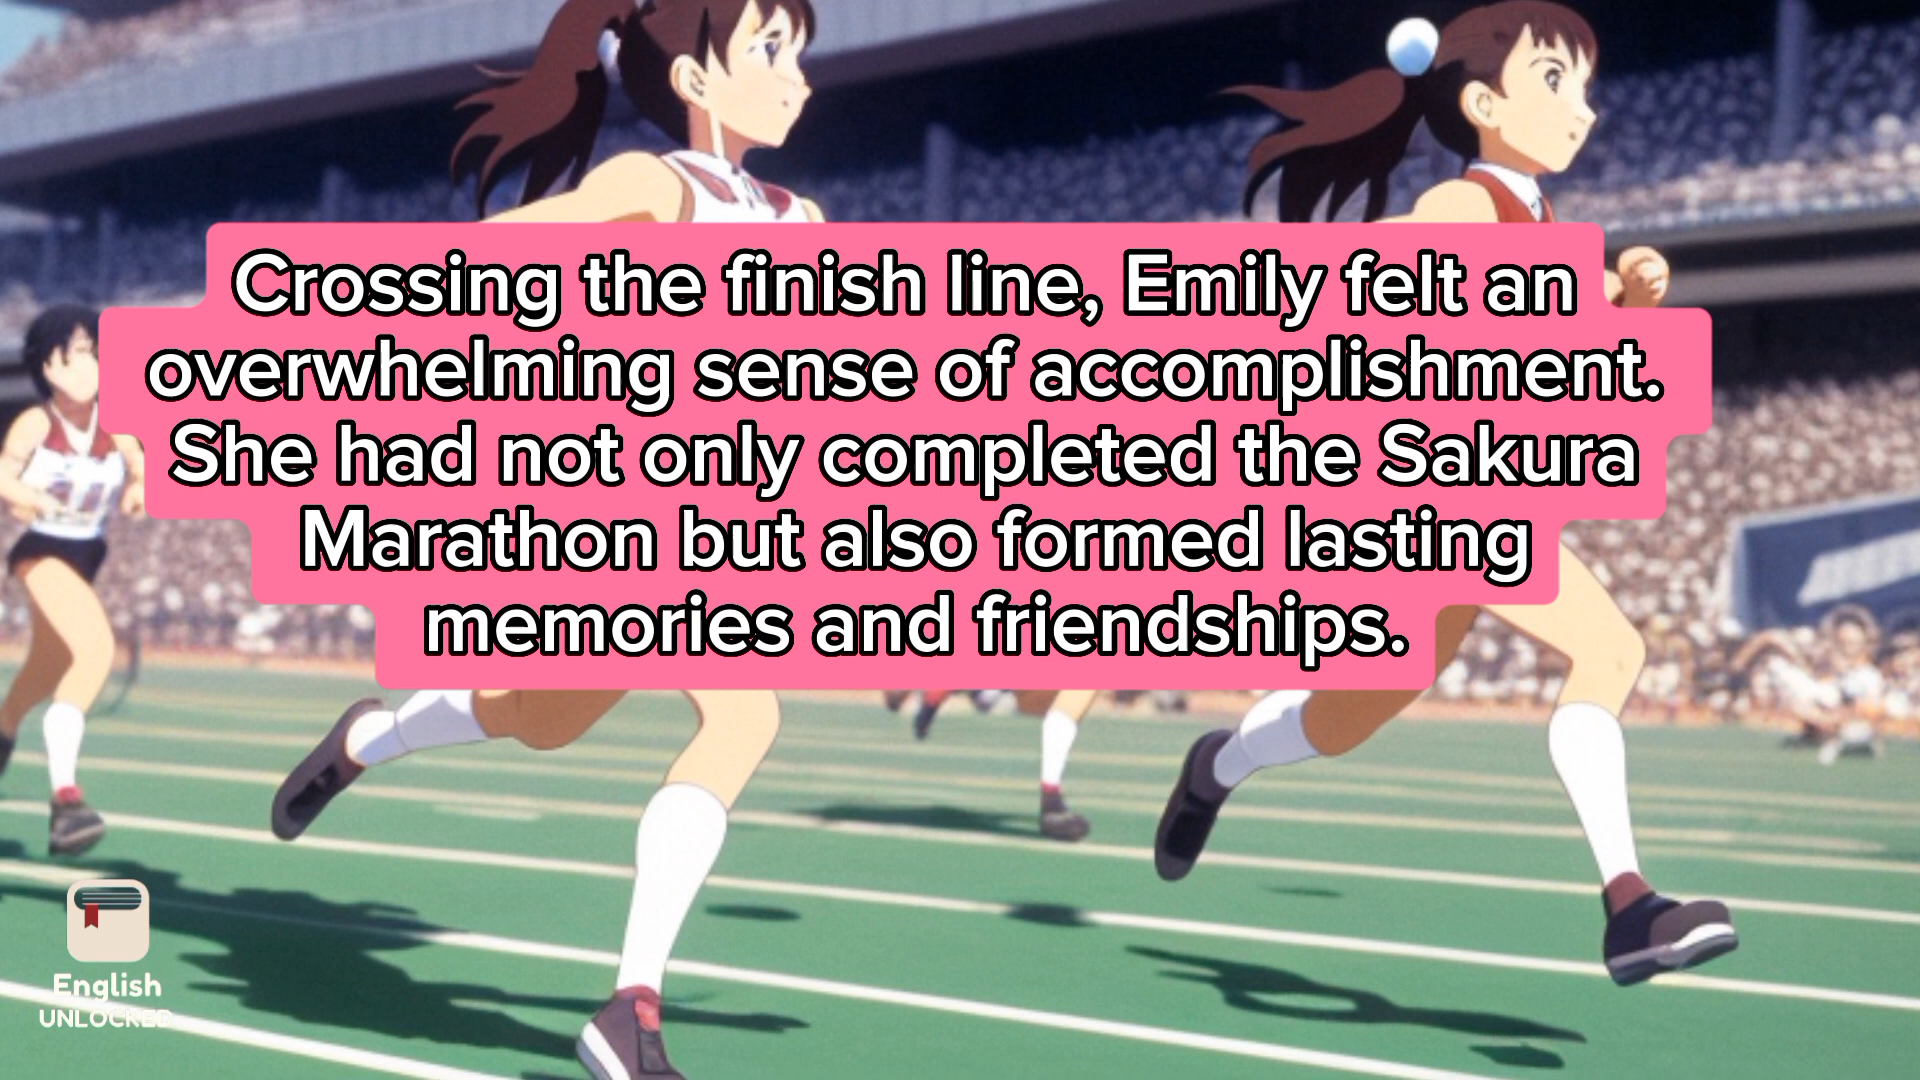 Crossing the finish line, Emily felt an
overwhelming sense of accomplishment.
She had not only completed the Sakura
Marathon but also formed lasting
memories and friendships.
English
UNLOCKED